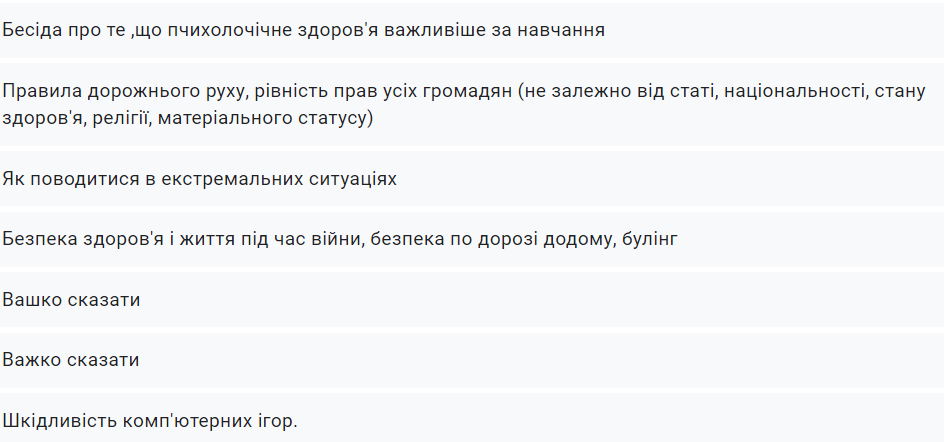 Бесіда про те ,що пчихолочічне здоров'я важливіше за навчання
Правила дорожнього руху, рівність прав усіх громадян (не залежно від статі, національності, стану
здоров'я, релігії, матеріального статусу)
Як поводитися в екстремальних ситуаціях
Безпека здоров'я і життя під час війни, безпека по дорозі додому, булінг
Вашко сказати
Важко сказати
Шкідливість комп'ютерних ігор.